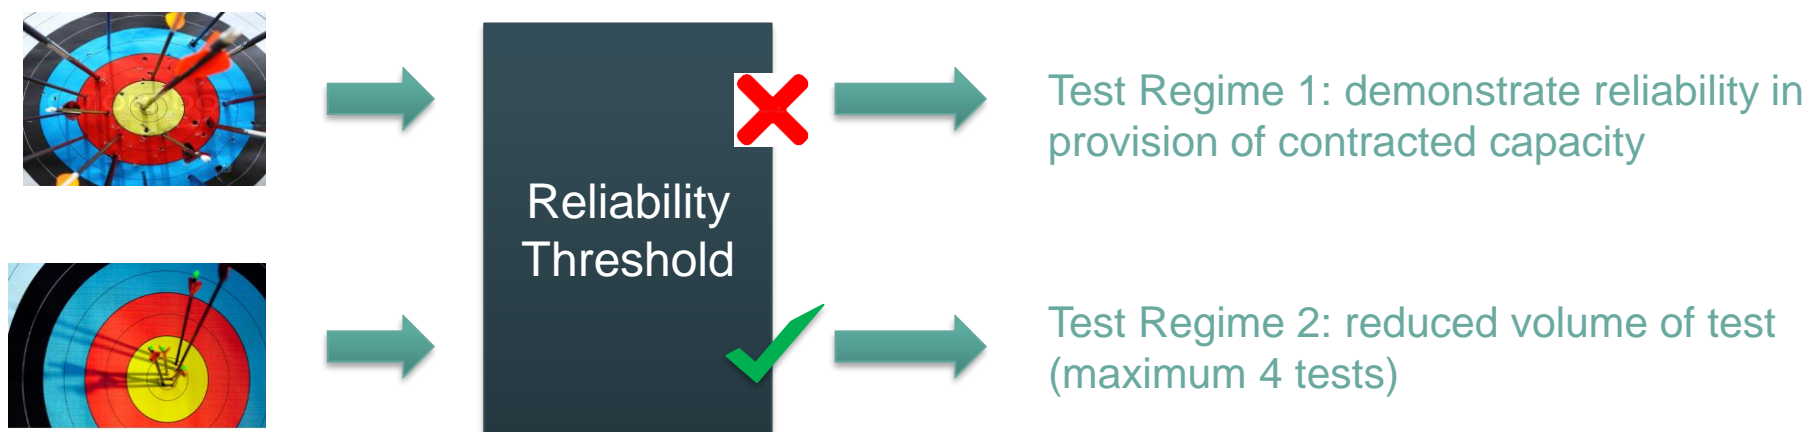 Test Regime 1: demonstrate reliability in
provision of contracted capacity
Reliability
Threshold
Test Regime 2: reduced volume of test
(maximum 4 tests)